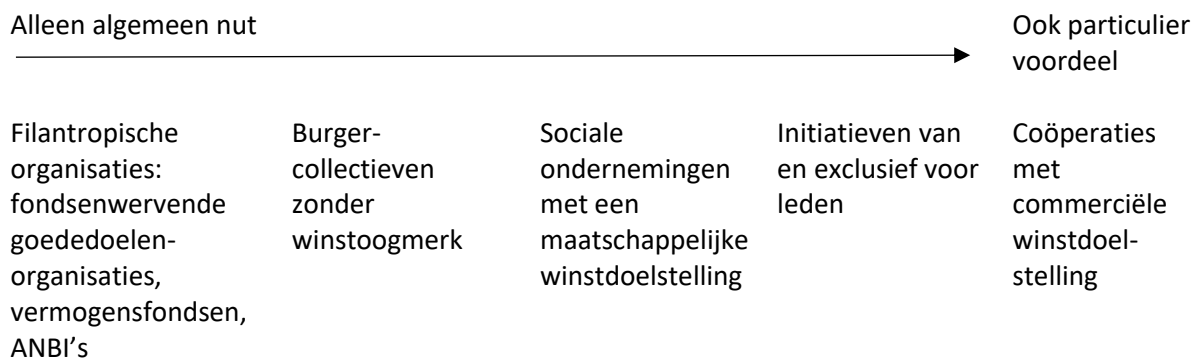 Alleen algemeen nut
Ook particulier
voordeel
Filantropische
organisaties:
fondsenwervende
goededoelen-
organisaties,
vermogensfondsen,
ANBI’s
Burger-
collectieven
zonder
winstoogmerk
Sociale
ondernemingen
met een
maatschappelijke
winstdoelstelling
Initiatieven van
en exclusief voor
leden
Coöperaties
met
commerciële
winstdoel-
stelling